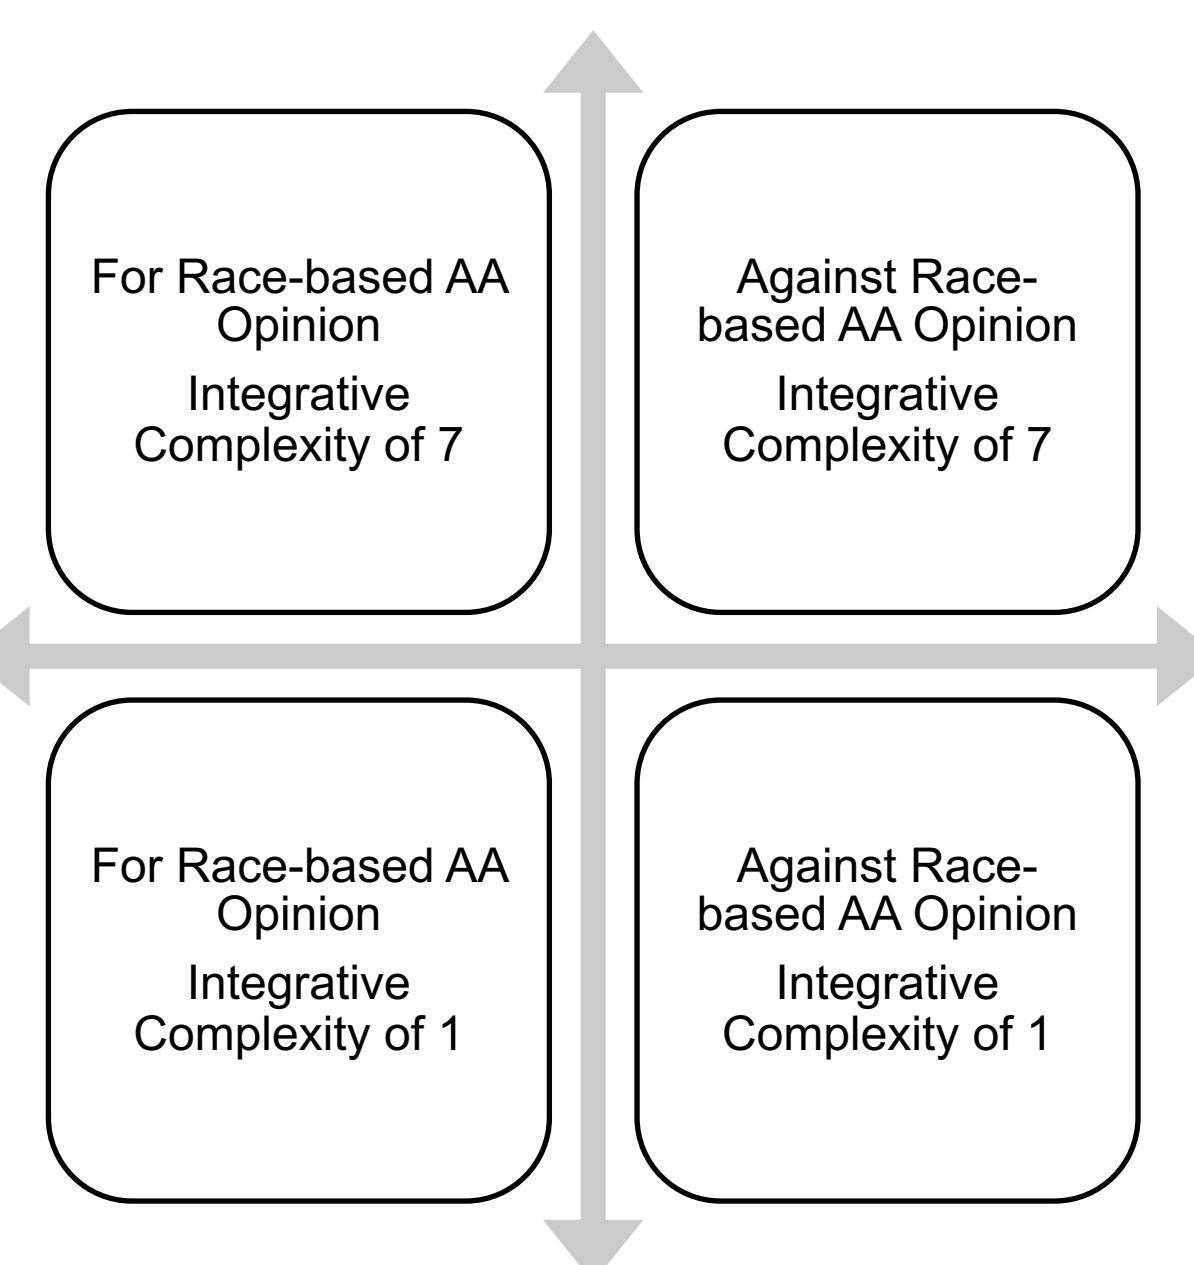 For Race-based AA
Opinion
Integrative
Complexity of 7
Against Race-
based AA Opinion
Integrative
Complexity of 7
For Race-based AA
Opinion
Integrative
Complexity of 1
Against Race-
based AA Opinion
Integrative
Complexity of 1